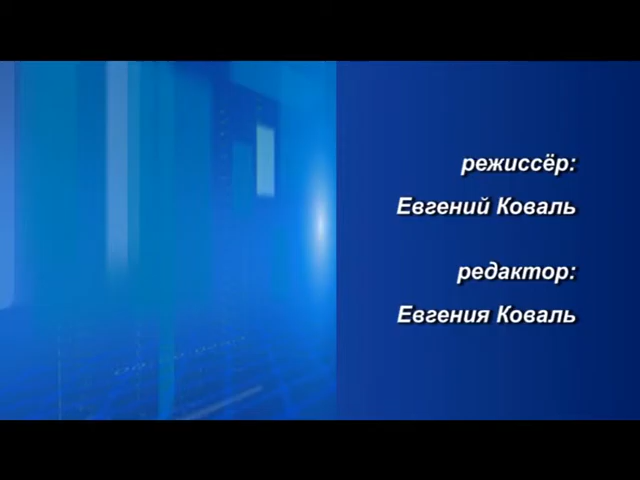 режиссёр:
Евгений Коваль
редактор:
Евгения Коваль